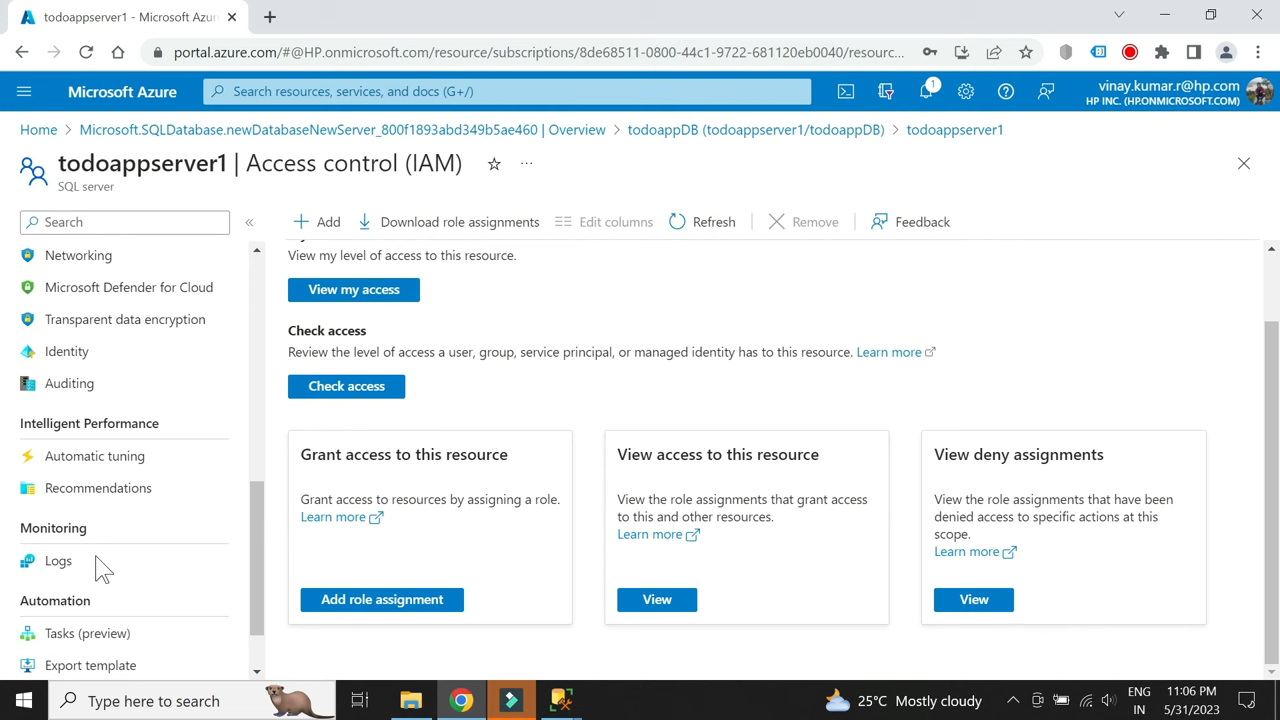 todoappserver1 - Microsoft Azur
portal.azure.com/#@HP.onmicrosoft.com/resource/subscriptions/8de68511-0800-44c1-9722-681120eb0040/resourc...
Microsoft Azure
Search resources, services, and docs (G+/)
1
vinay.kumar.r@hp.com
HP INC. (HP.ONMICROSOFT.COM)
Home > Microsoft.SQLDatabase.newDatabaseNewServer_800f1893abd349b5ae460 | Overview > todoappDB (todoappserver1/todoappDB) > todoappserver1
todoappserver1 | Access control (IAM)
SQL server
Search
Add
Download role assignments
Edit columns
Refresh
Remove
Feedback
Networking
Microsoft Defender for Cloud
Transparent data encryption
Identity
Auditing
Intelligent Performance
Automatic tuning
Recommendations
Monitoring
Logs
Automation
Tasks (preview)
Export template
View my level of access to this resource.
View my access
Check access
Review the level of access a user, group, service principal, or managed identity has to this resource. Learn more
Check access
Grant access to this resource
Grant access to resources by assigning a role.
Learn more
Add role assignment
View access to this resource
View the role assignments that grant access
to this and other resources.
Learn more
View
View deny assignments
View the role assignments that have been
denied access to specific actions at this
scope.
Learn more
View
Type here to search
25°C Mostly cloudy
ENG
IN
11:06 PM
5/31/2023